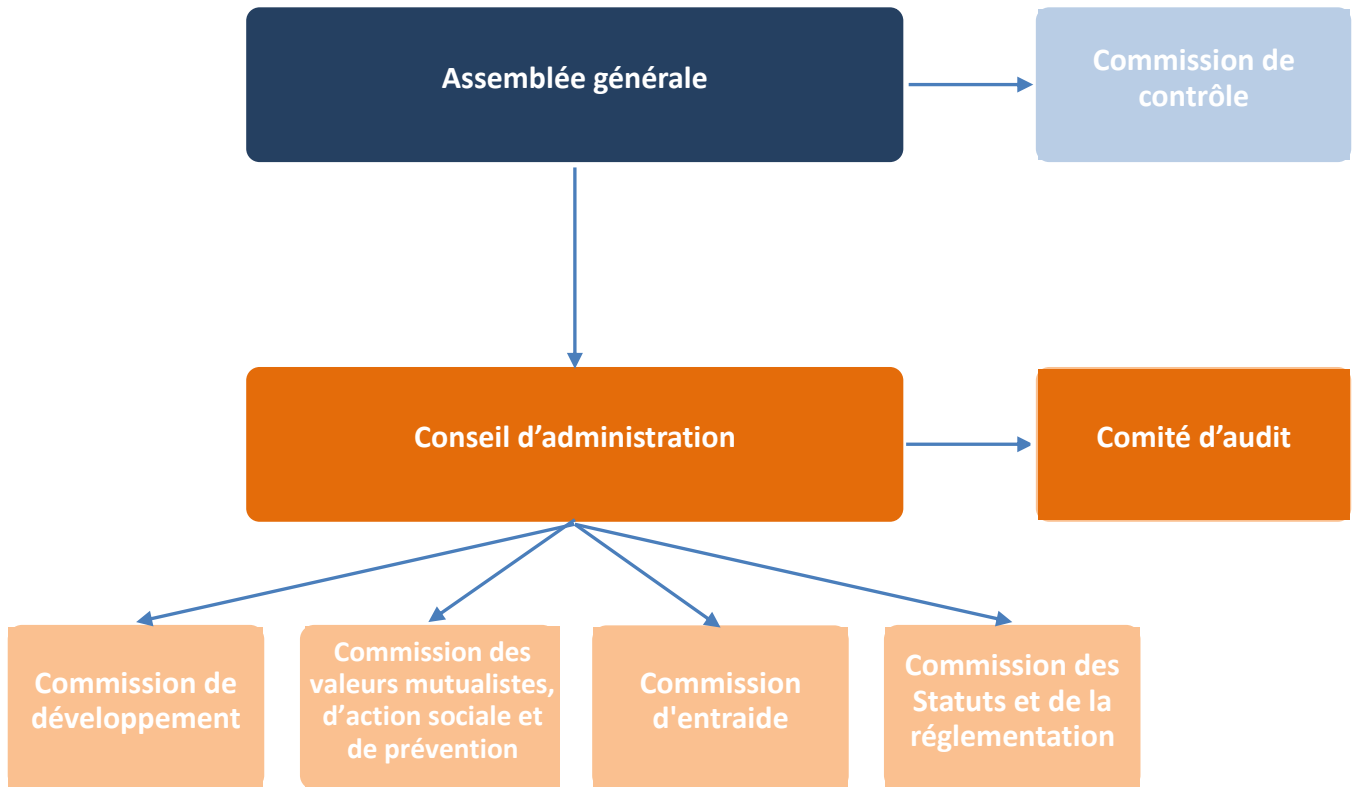 Assemblée générale
Commission de
contrôle
Conseil d’administration
Comité d’audit
Commission de
développement
Commission des
valeurs mutualistes,
d’action sociale et
de prévention
Commission
d'entraide
Commission des
Statuts et de la
réglementation